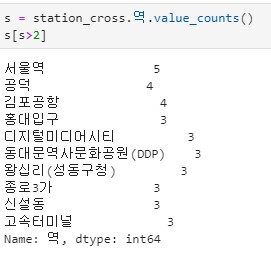 s = station_cross.역.value_counts()
s[s>2]
서울역 5
공덕 4
김포공항 4
홍대입구 3
디지털미디어시티 3
동대문역사문화공원(DDP) 3
왕십리(성동구청) 3
종로3가 3
신설동 3
고속터미널 3
Name: 역, dtype: int64